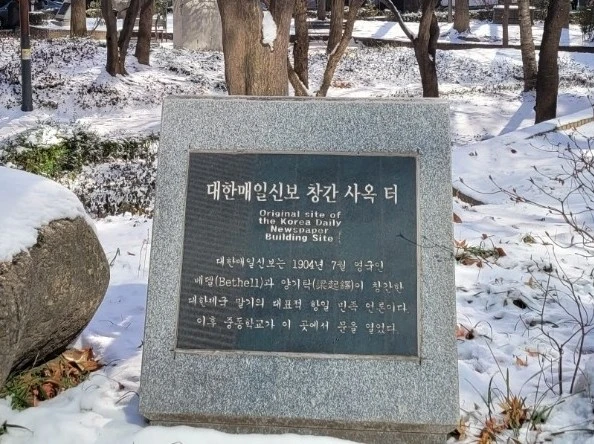 대한매일신보 창간 사옥 터
Original site of
the Korea Daily
Newspaper
Building Site
대한매일신보는 1904년 7월 영국인
배델(Bethell)과 양기탁(梁起鐸)이 창간한
대한제국 말기의 대표적 항일 민족 언론이다
이후 중동학교가 이 곳에서 문을 열었다